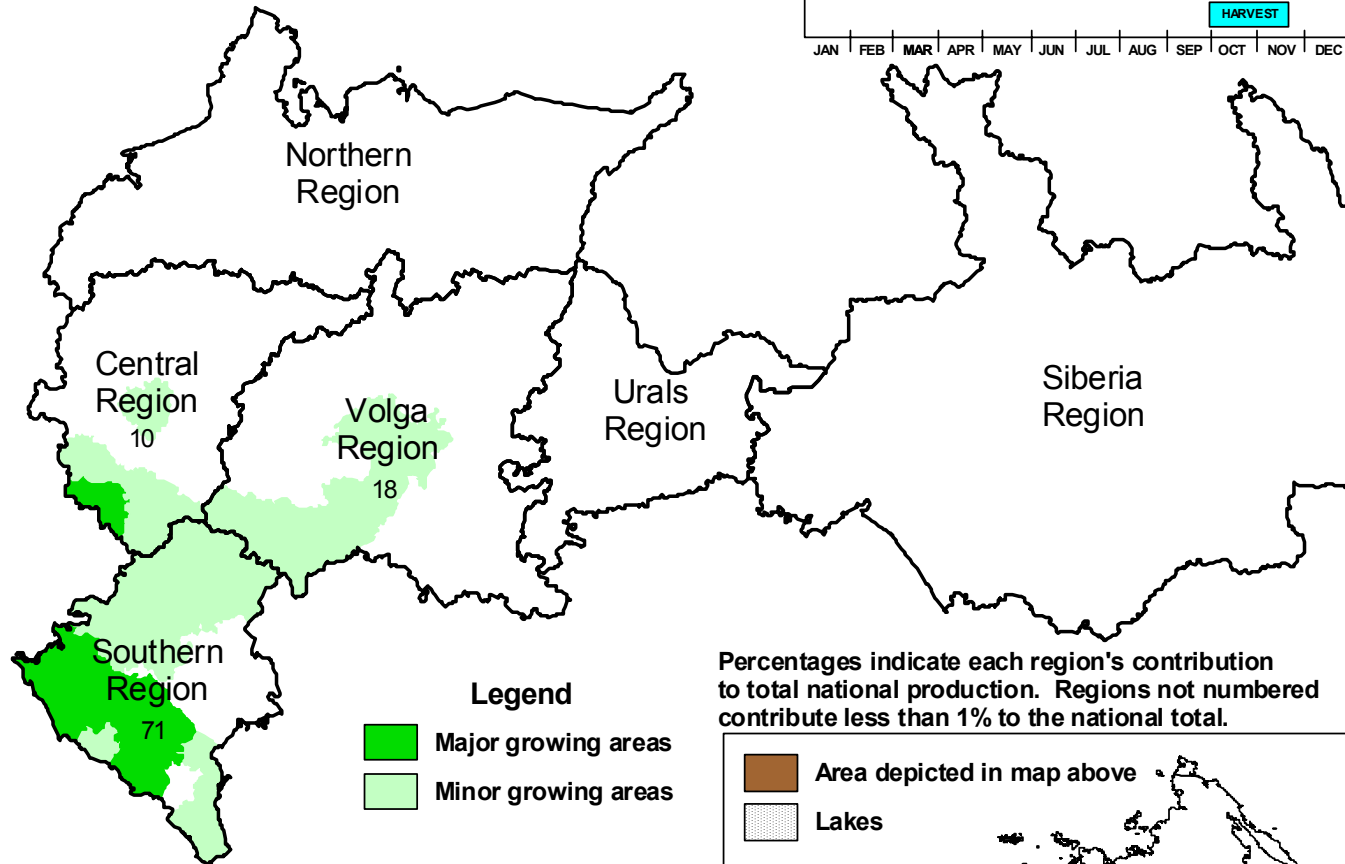 HARVEST
JAN FEB MAR APR MAY JUN JUL AUG SEP OCT NOV DEC
Northern
Region
Central
Region
10
Volga
Region
18
Urals
Region
Siberia
Region
Southern
Region
71
Legend
Major growing areas
Minor growing areas
Percentages indicate each region's contribution
to total national production. Regions not numbered
contribute less than 1% to the national total.
Area depicted in map above
Lakes